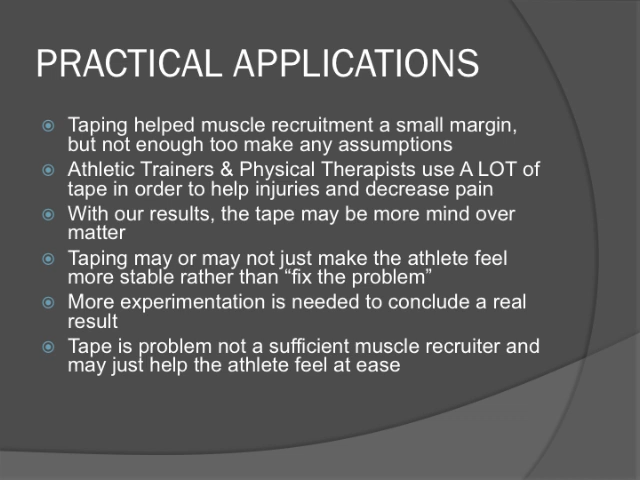 PRACTICAL APPLICATIONS
Taping helped muscle recruitment a small margin,
but not enough too make any assumptions
Athletic Trainers & Physical Therapists use A LOT of
tape in order to help injuries and decrease pain
With our results, the tape may be more mind over
matter
Taping may or may not just make the athlete feel
more stable rather than “fix the problem”
More experimentation is needed to conclude a real
result
Tape is problem not a sufficient muscle recruiter and
may just help the athlete feel at ease